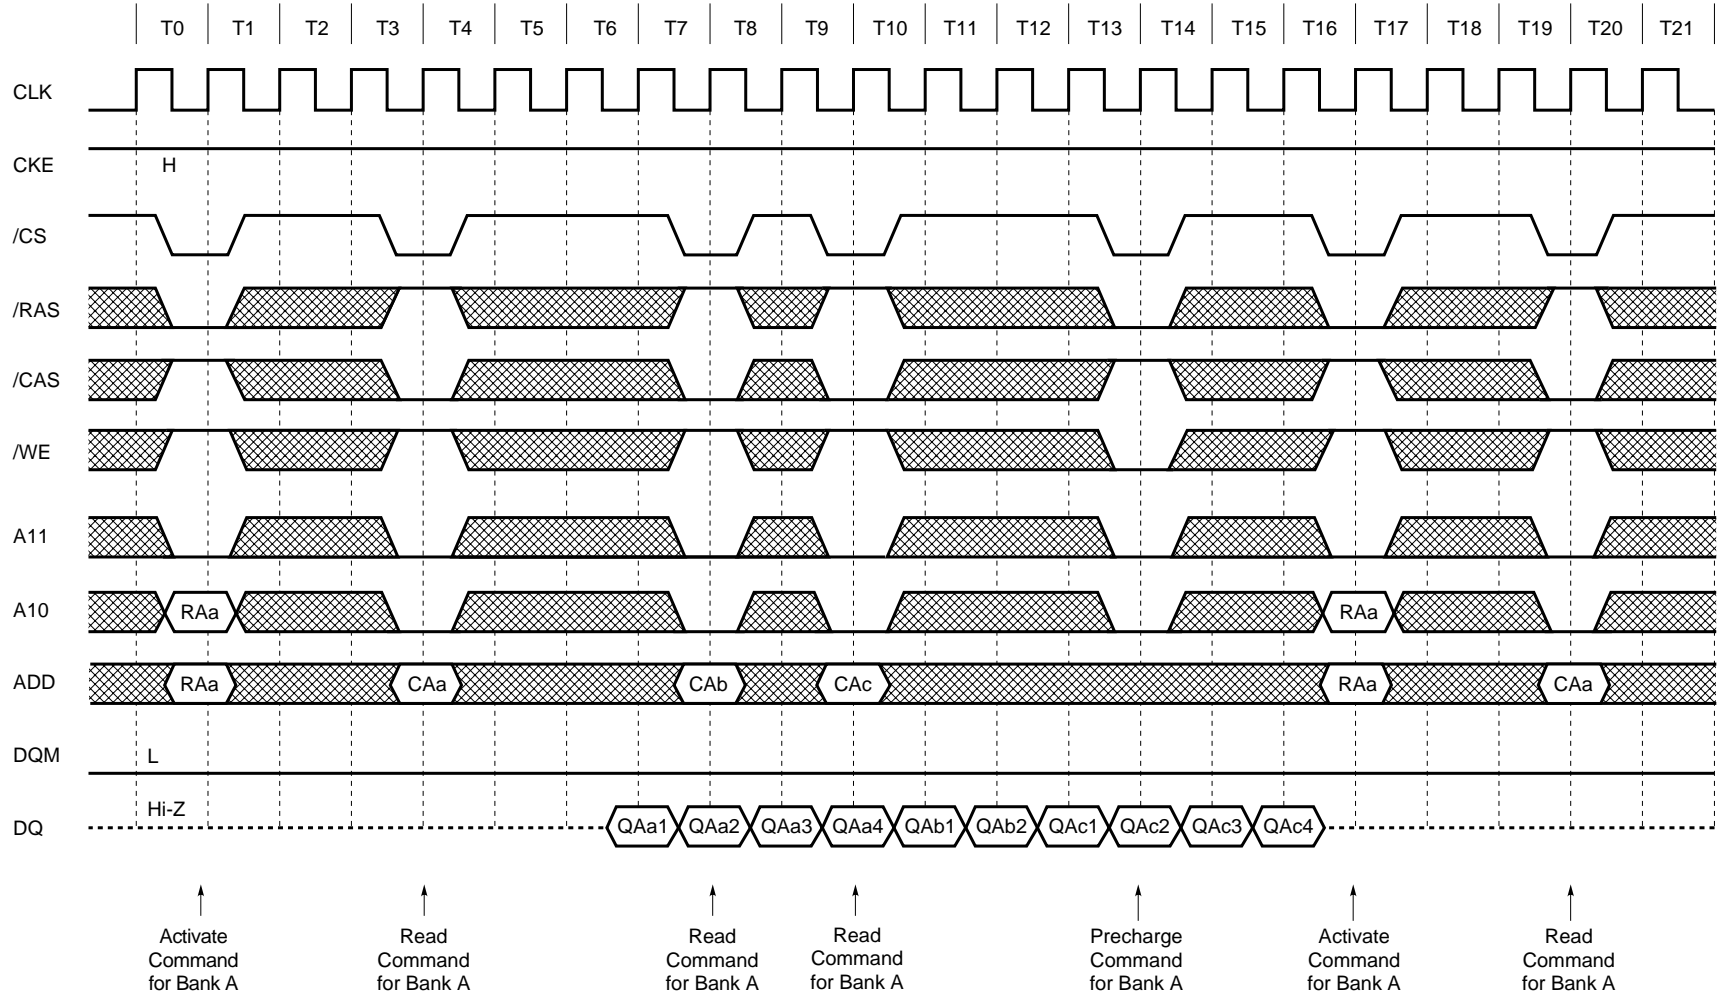 T0 T1 T2 T3 T4 T5 T6 T7 T8 T9 T10 T11 T12 T13 T14 T15 T16 T17 T18 T19 T20 T21
CLK
CKE H
/CS
/RAS
/CAS
/WE
A11
A10 RAa RAa
ADD RAa CAa CAb CAc RAa CAa
DQM L
Hi-Z
DQ QAa1 QAa2 QAa3 QAa4 QAb1 QAb2 QAc1 QAc2 QAc3 QAc4
Activate
Command
for Bank A
Read
Command
for Bank A
Read
Command
for Bank A
Read
Command
for Bank A
Precharge
Command
for Bank A
Activate
Command
for Bank A
Read
Command
for Bank A